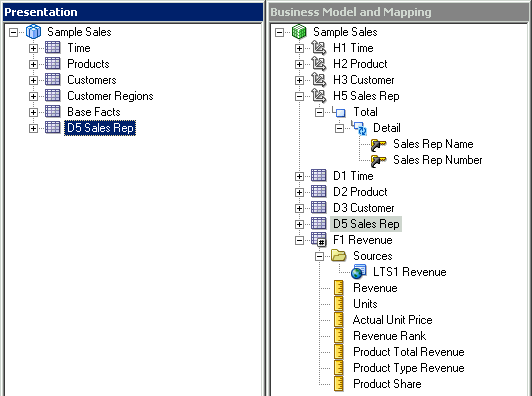 Presentation
Sample Sales
Time
Products
Customers
Customer Regions
Base Facts
D5 Sales Rep
Business Model and Mapping
Sample Sales
H1 Time
H2 Product
H3 Customer
H5 Sales Rep
Total
Detail
Sales Rep Name
Sales Rep Number
D1 Time
D2 Product
D3 Customer
D5 Sales Rep
F1 Revenue
Sources
LTS1 Revenue
Revenue
Units
Actual Unit Price
Revenue Rank
Product Total Revenue
Product Type Revenue
Product Share